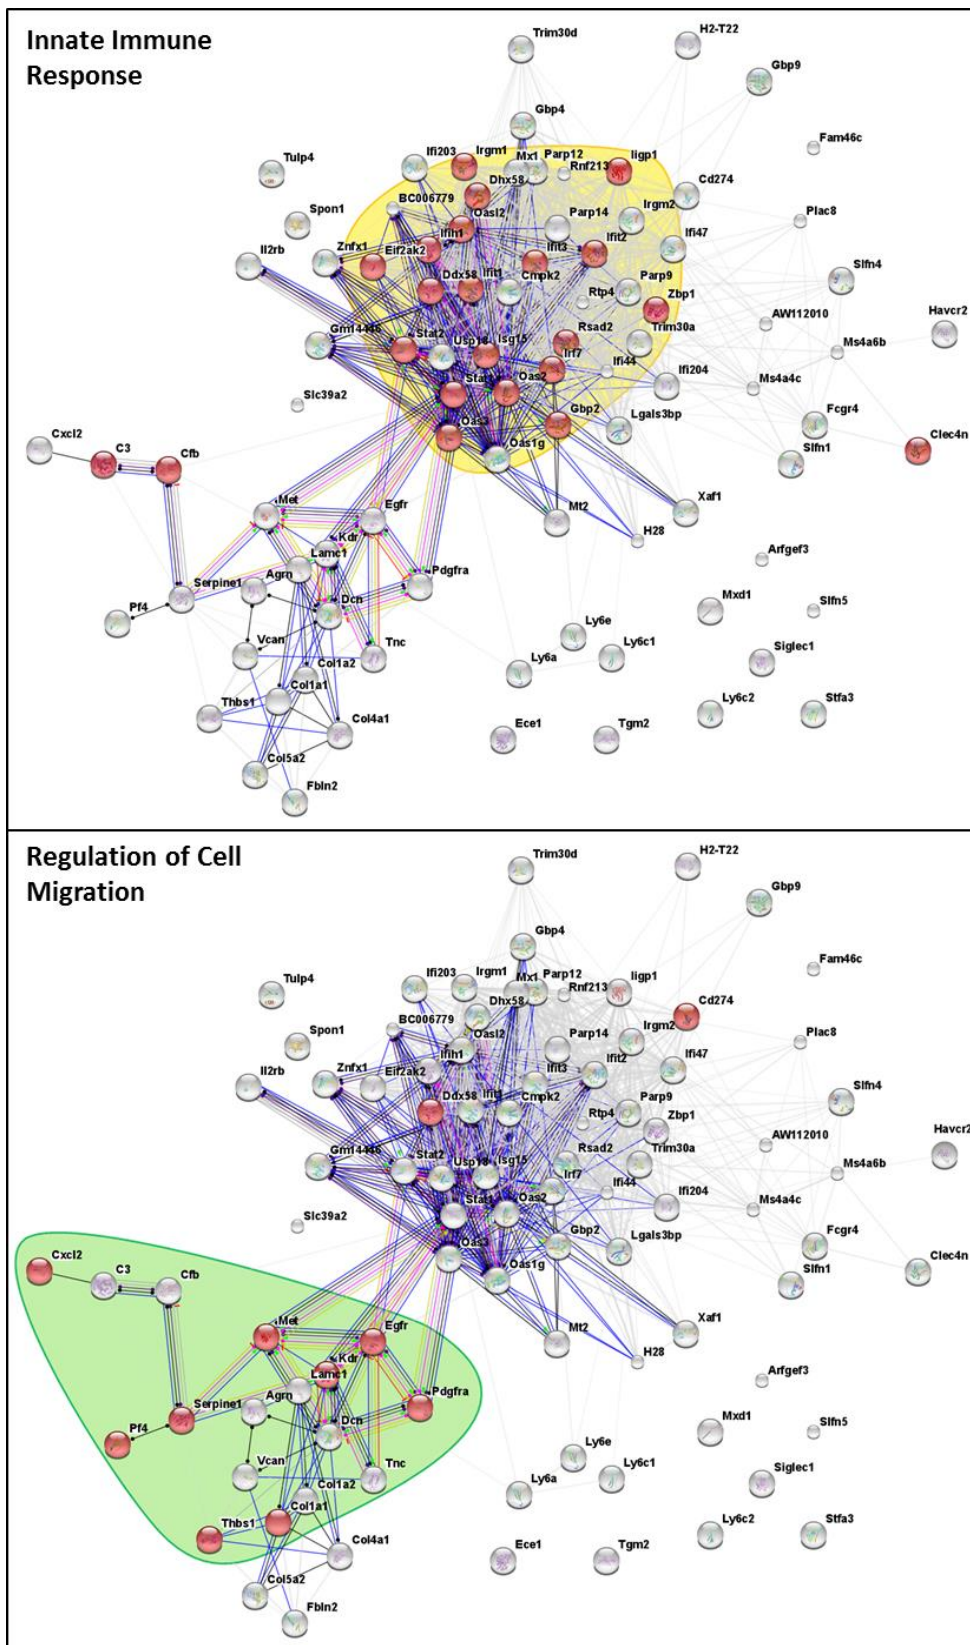 Innate Immune
Response
Trim30d
H2-T22
Gbp9
Gbp4
Fam46c
Ifi203
Irgm1
Mx1
Parp12
Rnf213
Iigp1
Tulp4
Dhx58
Cd274
BC006779
Oasl2
Parp14
Irgm2
Plac8
Spon1
Il2rb
Znfx1
Eif2ak2
Ifih1
Ifit3
Ifit2
Ifi47
Slfn4
Ddx58
Ifit1
Cmpk2
Rtp4
Parp9
Zbp1
Havcr2
Gm14446
Stat2
Usp18
Isg15
Rsad2
Trim30a
AW112010
Ms4a6b
Irf7
Ifi44
Ifi204
Ms4a4c
Slc39a2
Stat1
Oas2
Gbp2
Lgals3bp
Fcgr4
Cxcl2
C3
Cfb
Oas3
Oas1g
Slfn1
Clec4n
Met
Egfr
Mt2
Xaf1
Kdr
H28
Lamc1
Arfgef3
Serpine1
Agrn
Pdgfra
Pf4
Dcn
Mxd1
Slfn5
Vcan
Tnc
Ly6e
Ly6a
Ly6c1
Siglec1
Col1a2
Thbs1
Col1a1
Col4a1
Ly6c2
Stfa3
Ece1
Tgm2
Col5a2
Fbln2
Regulation of Cell
Migration
Trim30d
H2-T22
Gbp9
Gbp4
Fam46c
Ifi203
Irgm1
Mx1
Parp12
Rnf213
Iigp1
Tulp4
Dhx58
Cd274
BC006779
Oasl2
Parp14
Irgm2
Plac8
Spon1
Il2rb
Znfx1
Eif2ak2
Ifih1
Ifit3
Ifit2
Ifi47
Slfn4
Ddx58
Ifit1
Cmpk2
Rtp4
Parp9
Zbp1
Havcr2
Gm14446
Stat2
Usp18
Isg15
Rsad2
Trim30a
AW112010
Ms4a6b
Irf7
Ifi44
Ifi204
Ms4a4c
Slc39a2
Stat1
Oas2
Gbp2
Lgals3bp
Fcgr4
Cxcl2
C3
Cfb
Oas3
Oas1g
Slfn1
Clec4n
Met
Egfr
Mt2
Xaf1
Kdr
H28
Lamc1
Arfgef3
Serpine1
Agrn
Pdgfra
Pf4
Dcn
Mxd1
Slfn5
Vcan
Tnc
Ly6e
Ly6a
Ly6c1
Siglec1
Col1a2
Thbs1
Col1a1
Col4a1
Ly6c2
Stfa3
Ece1
Tgm2
Col5a2
Fbln2